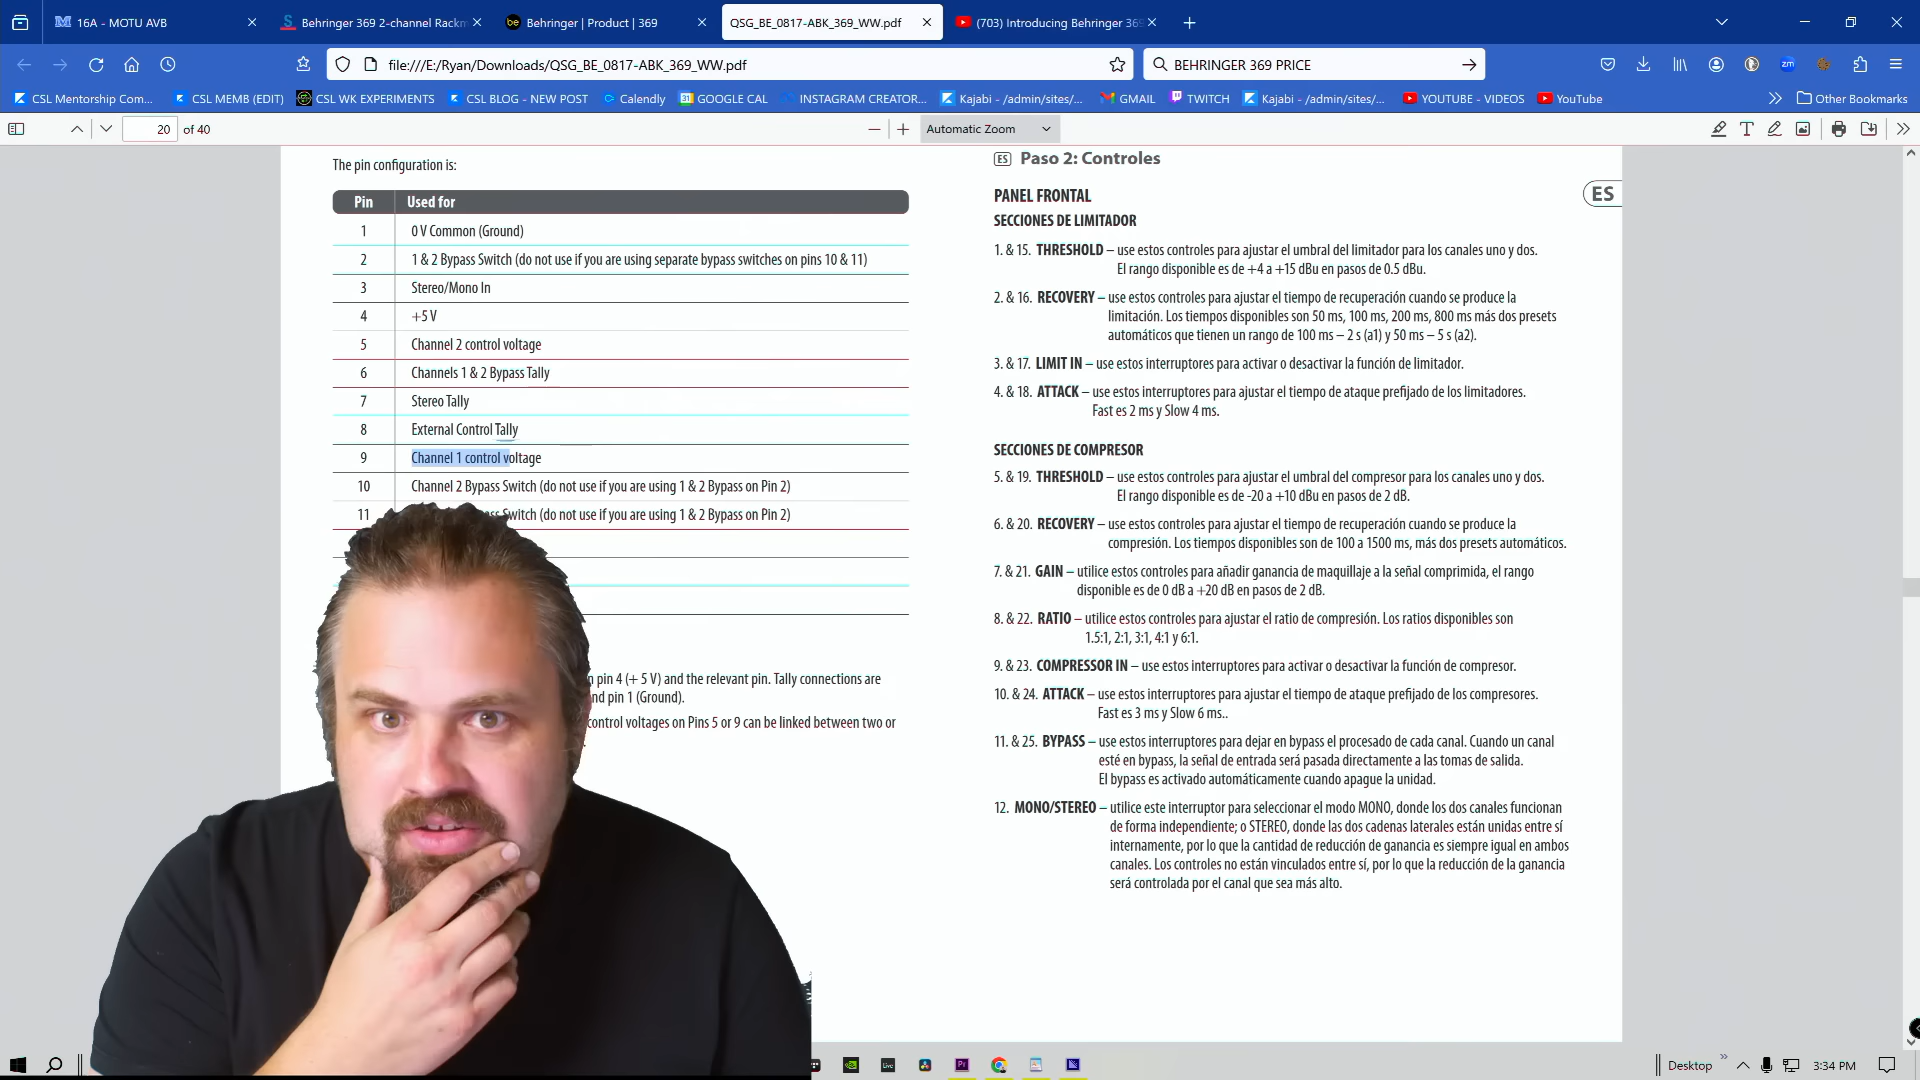 16A - MOTU AVB
Behringer 369 2-channel Rackm
Behringer | Product | 369
QSG_BE_0817-ABK_369_WW.pdf
(703) Introducing Behringer 369
file:///E:/Ryan/Downloads/QSG_BE_0817-ABK_369_WW.pdf
BEHRINGER 369 PRICE
CSL Mentorship Com...
CSL MEMB (EDIT)
CSL WK EXPERIMENTS
CSL BLOG - NEW POST
Calendly
GOOGLE CAL
INSTAGRAM CREATOR...
Kajabi - /admin/sites/...
GMAIL
TWITCH
Kajabi - /admin/sites/...
YOUTUBE - VIDEOS
YouTube
Other Bookmarks
20 of 40
Automatic Zoom
The pin configuration is:
Pin Used for
1 0 V Common (Ground)
2 1 & 2 Bypass Switch (do not use if you are using separate bypass switches on pins 10 & 11)
3 Stereo/Mono In
4 +5 V
5 Channel 2 control voltage
6 Channels 1 & 2 Bypass Tally
7 Stereo Tally
8 External Control Tally
9 Channel 1 control voltage
10 Channel 2 Bypass Switch (do not use if you are using 1 & 2 Bypass on Pin 2)
11 Switch (do not use if you are using 1 & 2 Bypass on Pin 2)
pin 4 (+ 5 V) and the relevant pin. Tally connections are
nd pin 1 (Ground).
control voltages on Pins 5 or 9 can be linked between two or
ES Paso 2: Controles
ES
PANEL FRONTAL
SECCIONES DE LIMITADOR
1. & 15. THRESHOLD – use estos controles para ajustar el umbral del limitador para los canales uno y dos.
El rango disponible es de +4 a +15 dBu en pasos de 0.5 dBu.
2. & 16. RECOVERY – use estos controles para ajustar el tiempo de recuperación cuando se produce la
limitación. Los tiempos disponibles son 50 ms, 100 ms, 200 ms, 800 ms más dos presets
automáticos que tienen un rango de 100 ms – 2 s (a1) y 50 ms – 5 s (a2).
3. & 17. LIMIT IN – use estos interruptores para activar o desactivar la función de limitador.
4. & 18. ATTACK – use estos interruptores para ajustar el tiempo de ataque prefijado de los limitadores.
Fast es 2 ms y Slow 4 ms.
SECCIONES DE COMPRESOR
5. & 19. THRESHOLD – use estos controles para ajustar el umbral del compresor para los canales uno y dos.
El rango disponible es de -20 a +10 dBu en pasos de 2 dB.
6. & 20. RECOVERY – use estos controles para ajustar el tiempo de recuperación cuando se produce la
compresión. Los tiempos disponibles son de 100 a 1500 ms, más dos presets automáticos.
7. & 21. GAIN – utilice estos controles para añadir ganancia de maquillaje a la señal comprimida, el rango
disponible es de 0 dB a +20 dB en pasos de 2 dB.
8. & 22. RATIO – utilice estos controles para ajustar el ratio de compresión. Los ratios disponibles son
1.5:1, 2:1, 3:1, 4:1 y 6:1.
9. & 23. COMPRESSOR IN – use estos interruptores para activar o desactivar la función de compresor.
10. & 24. ATTACK – use estos interruptores para ajustar el tiempo de ataque prefijado de los compresores.
Fast es 3 ms y Slow 6 ms..
11. & 25. BYPASS – use estos interruptores para dejar en bypass el procesado de cada canal. Cuando un canal
esté en bypass, la señal de entrada será pasada directamente a las tomas de salida.
El bypass es activado automáticamente cuando apague la unidad.
12. MONO/STEREO – utilice este interruptor para seleccionar el modo MONO, donde los dos canales funcionan
de forma independiente; o STEREO, donde las dos cadenas laterales están unidas entre sí
internamente, por lo que la cantidad de reducción de ganancia es siempre igual en ambos
canales. Los controles no están vinculados entre sí, por lo que la reducción de la ganancia
será controlada por el canal que sea más alto.
Desktop
3:34 PM